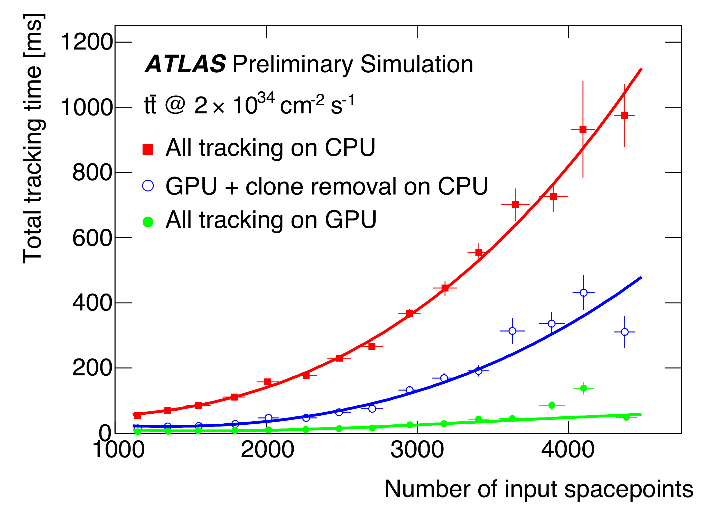 Total tracking time [ms]
1200
1000
800
600
400
200
0
ATLAS Preliminary Simulation
tt̄ @ 2 × 10³⁴ cm⁻² s⁻¹
All tracking on CPU
GPU + clone removal on CPU
All tracking on GPU
1000 2000 3000 4000
Number of input spacepoints